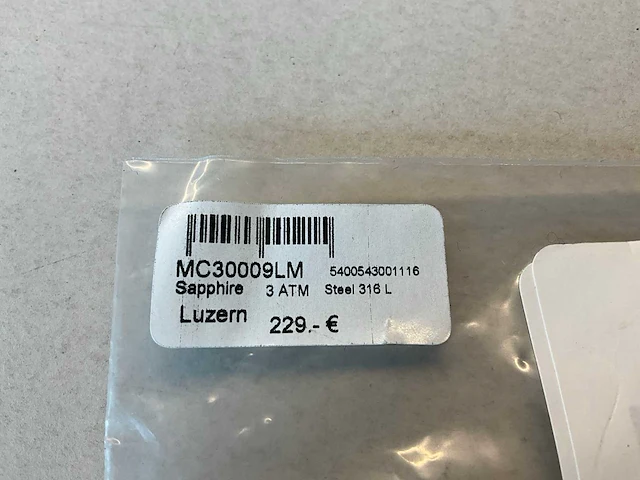 MC30009LM 5400543001116
Sapphire 3 ATM Steel 316 L
Luzern 229.- €